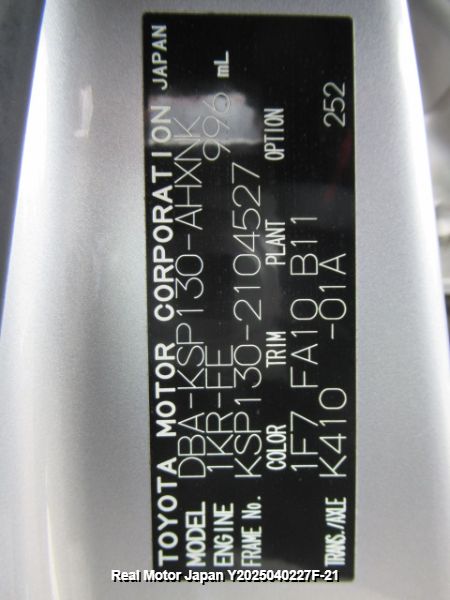 TOYOTA MOTOR CORPORATION JAPAN
MODEL DBA-KSP130-AHXNK
ENGINE 1KR-FE 996 mL
FRAME No. KSP130-2104527
COLOR TRIM PLANT OPTION
1F7 FA10 B11
TRANS./AXLE K410 -01A 252
Real Motor Japan Y2025040227F-21